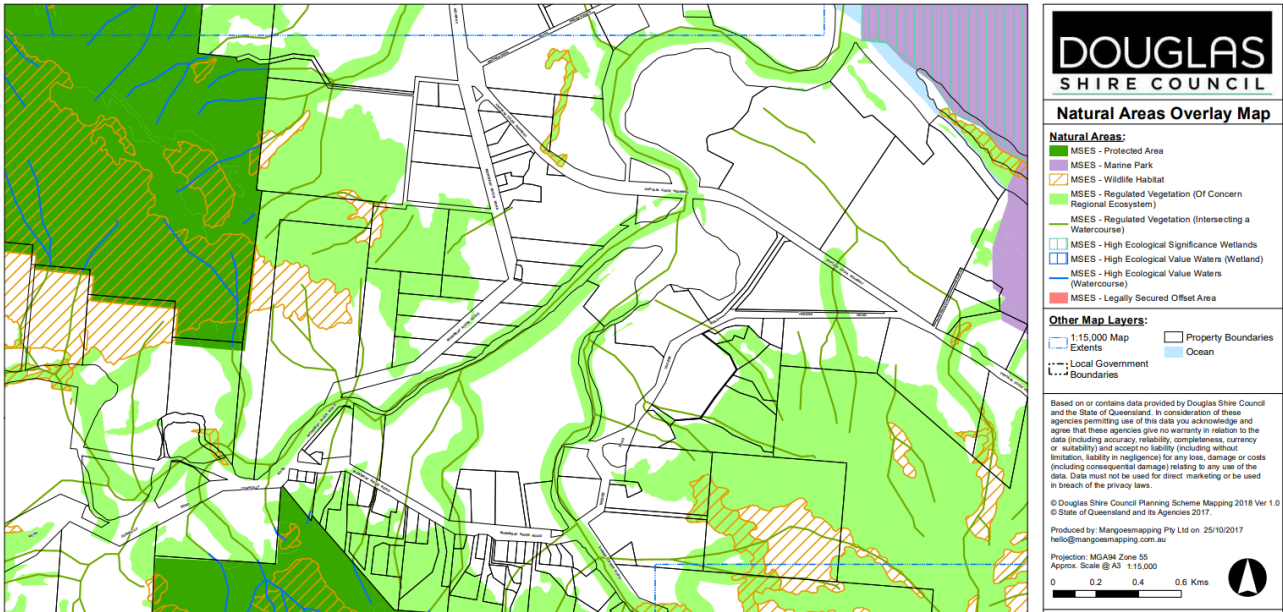 DOUGLAS
SHIRE COUNCIL
Natural Areas Overlay Map
Natural Areas:
MSES - Protected Area
MSES - Marine Park
MSES - Wildlife Habitat
MSES - Regulated Vegetation (Of Concern
Regional Ecosystem)
MSES - Regulated Vegetation (Intersecting a
Watercourse)
MSES - High Ecological Significance Wetlands
MSES - High Ecological Value Waters (Wetland)
MSES - High Ecological Value Waters
(Watercourse)
MSES - Legally Secured Offset Area
Other Map Layers:
1:15,000 Map
Extents
Property Boundaries
Ocean
Local Government
Boundaries
Based on or contains data provided by Douglas Shire Council
and the State of Queensland. In consideration of these
agencies permitting use of this data you acknowledge and
agree that these agencies give no warranty in relation to the
data (including accuracy, reliability, completeness, currency
or suitability) and accept no liability (including without
limitation, liability in negligence) for any loss, damage or costs
(including consequential damage) relating to any use of the
data. Data must not be used for direct marketing or be used
in breach of the privacy laws.
© Douglas Shire Council Planning Scheme Mapping 2018 Ver 1.0
© State of Queensland and its Agencies 2017.
Produced by: Mangoesmapping Pty Ltd on 25/10/2017
hello@mangoesmapping.com.au
Projection: MGA94 Zone 55
Approx. Scale @ A3 1:15,000
0 0.2 0.4 0.6 Kms
CAPTAIN COOK HIGHWAY
CAPTAIN COOK HIGHWAY
MOSSMAN RIVER ROAD